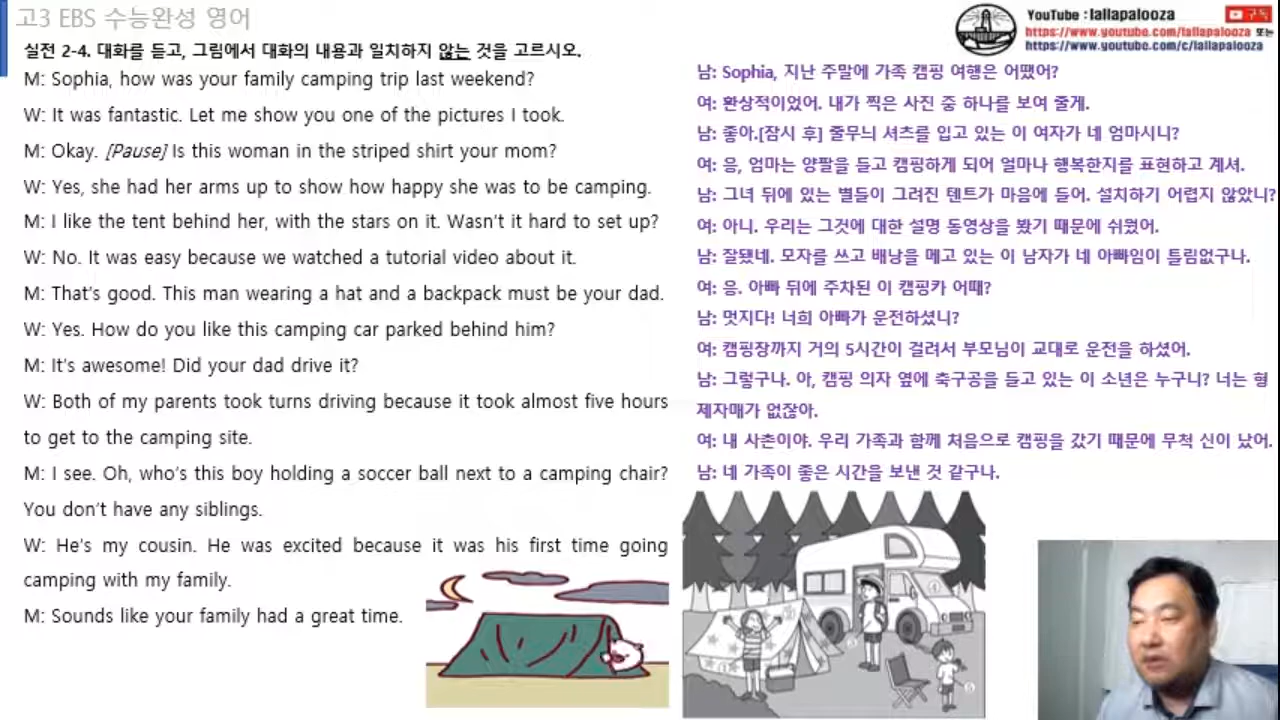 고3 EBS 수능완성 영어
YouTube : lallapalooza
구독
https://www.youtube.com/lallapalooza 또는
https://www.youtube.com/c/lallapalooza
실전 2-4. 대화를 듣고, 그림에서 대화의 내용과 일치하지 않는 것을 고르시오.
M: Sophia, how was your family camping trip last weekend?
W: It was fantastic. Let me show you one of the pictures I took.
M: Okay. [Pause] Is this woman in the striped shirt your mom?
W: Yes, she had her arms up to show how happy she was to be camping.
M: I like the tent behind her, with the stars on it. Wasn't it hard to set up?
W: No. It was easy because we watched a tutorial video about it.
M: That's good. This man wearing a hat and a backpack must be your dad.
W: Yes. How do you like this camping car parked behind him?
M: It's awesome! Did your dad drive it?
W: Both of my parents took turns driving because it took almost five hours
to get to the camping site.
M: I see. Oh, who's this boy holding a soccer ball next to a camping chair?
You don't have any siblings.
W: He's my cousin. He was excited because it was his first time going
camping with my family.
M: Sounds like your family had a great time.
남: Sophia, 지난 주말에 가족 캠핑 여행은 어땠어?
여: 환상적이었어. 내가 찍은 사진 중 하나를 보여 줄게.
남: 좋아.[잠시 후] 줄무늬 셔츠를 입고 있는 이 여자가 네 엄마시니?
여: 응, 엄마는 양팔을 들고 캠핑하게 되어 얼마나 행복한지를 표현하고 계셔.
남: 그녀 뒤에 있는 별들이 그려진 텐트가 마음에 들어. 설치하기 어렵지 않았니?
여: 아니. 우리는 그것에 대한 설명 동영상을 봤기 때문에 쉬웠어.
남: 잘됐네. 모자를 쓰고 배낭을 메고 있는 이 남자가 네 아빠임이 틀림없구나.
여: 응. 아빠 뒤에 주차된 이 캠핑카 어때?
남: 멋지다! 너희 아빠가 운전하셨니?
여: 캠핑장까지 거의 5시간이 걸려서 부모님이 교대로 운전을 하셨어.
남: 그렇구나. 아, 캠핑 의자 옆에 축구공을 들고 있는 이 소년은 누구니? 너는 형
제자매가 없잖아.
여: 내 사촌이야. 우리 가족과 함께 처음으로 캠핑을 갔기 때문에 무척 신이 났어.
남: 네 가족이 좋은 시간을 보낸 것 같구나.